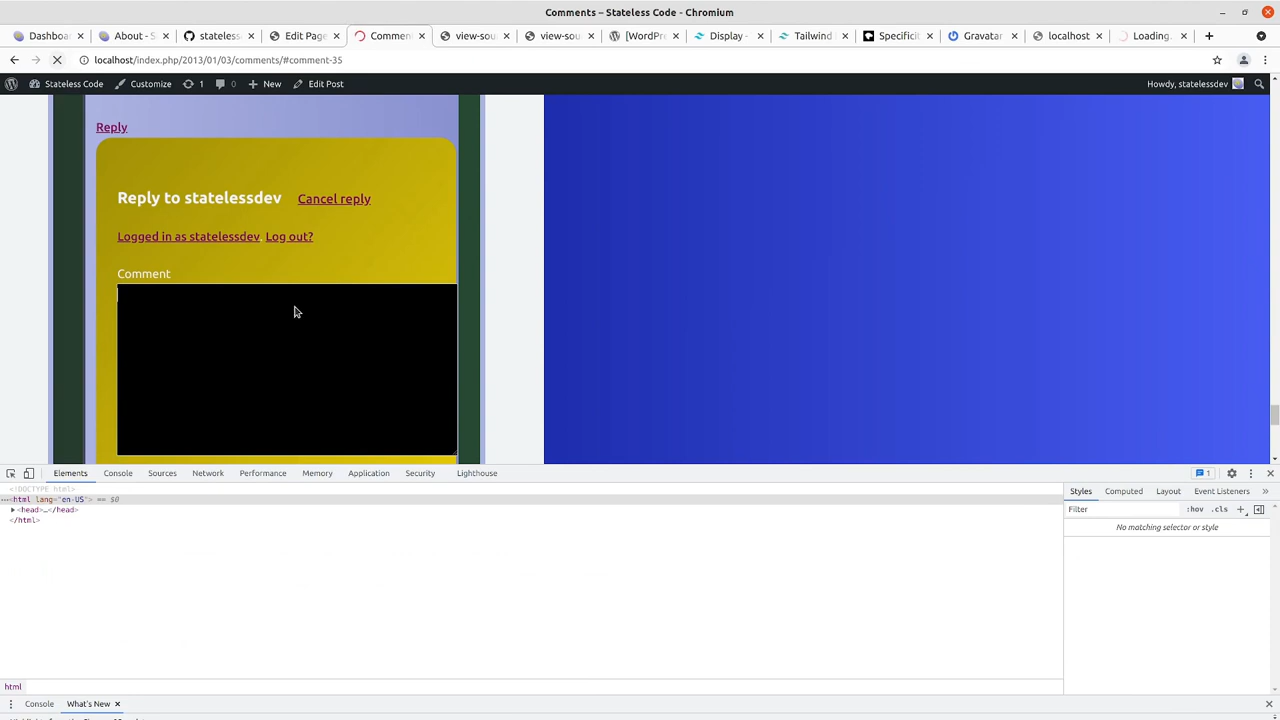 Comments – Stateless Code - Chromium
Dashboa
About - S
stateless
Edit Page
Commen
view-sou
view-sou
[WordPre
Display -
Tailwind
Specificit
Gravatar
localhost
Loading.
localhost/index.php/2013/01/03/comments/#comment-35
Stateless Code
Customize
1
0
New
Edit Post
Howdy, statelessdev
Reply
Reply to statelessdev Cancel reply
Logged in as statelessdev. Log out?
Comment
Elements
Console
Sources
Network
Performance
Memory
Application
Security
Lighthouse
1
<!DOCTYPE html>
<html lang="en-US"> == $0
<head>…</head>
</html>
Styles
Computed
Layout
Event Listeners
Filter
:hov
.cls
No matching selector or style
html
Console
What's New